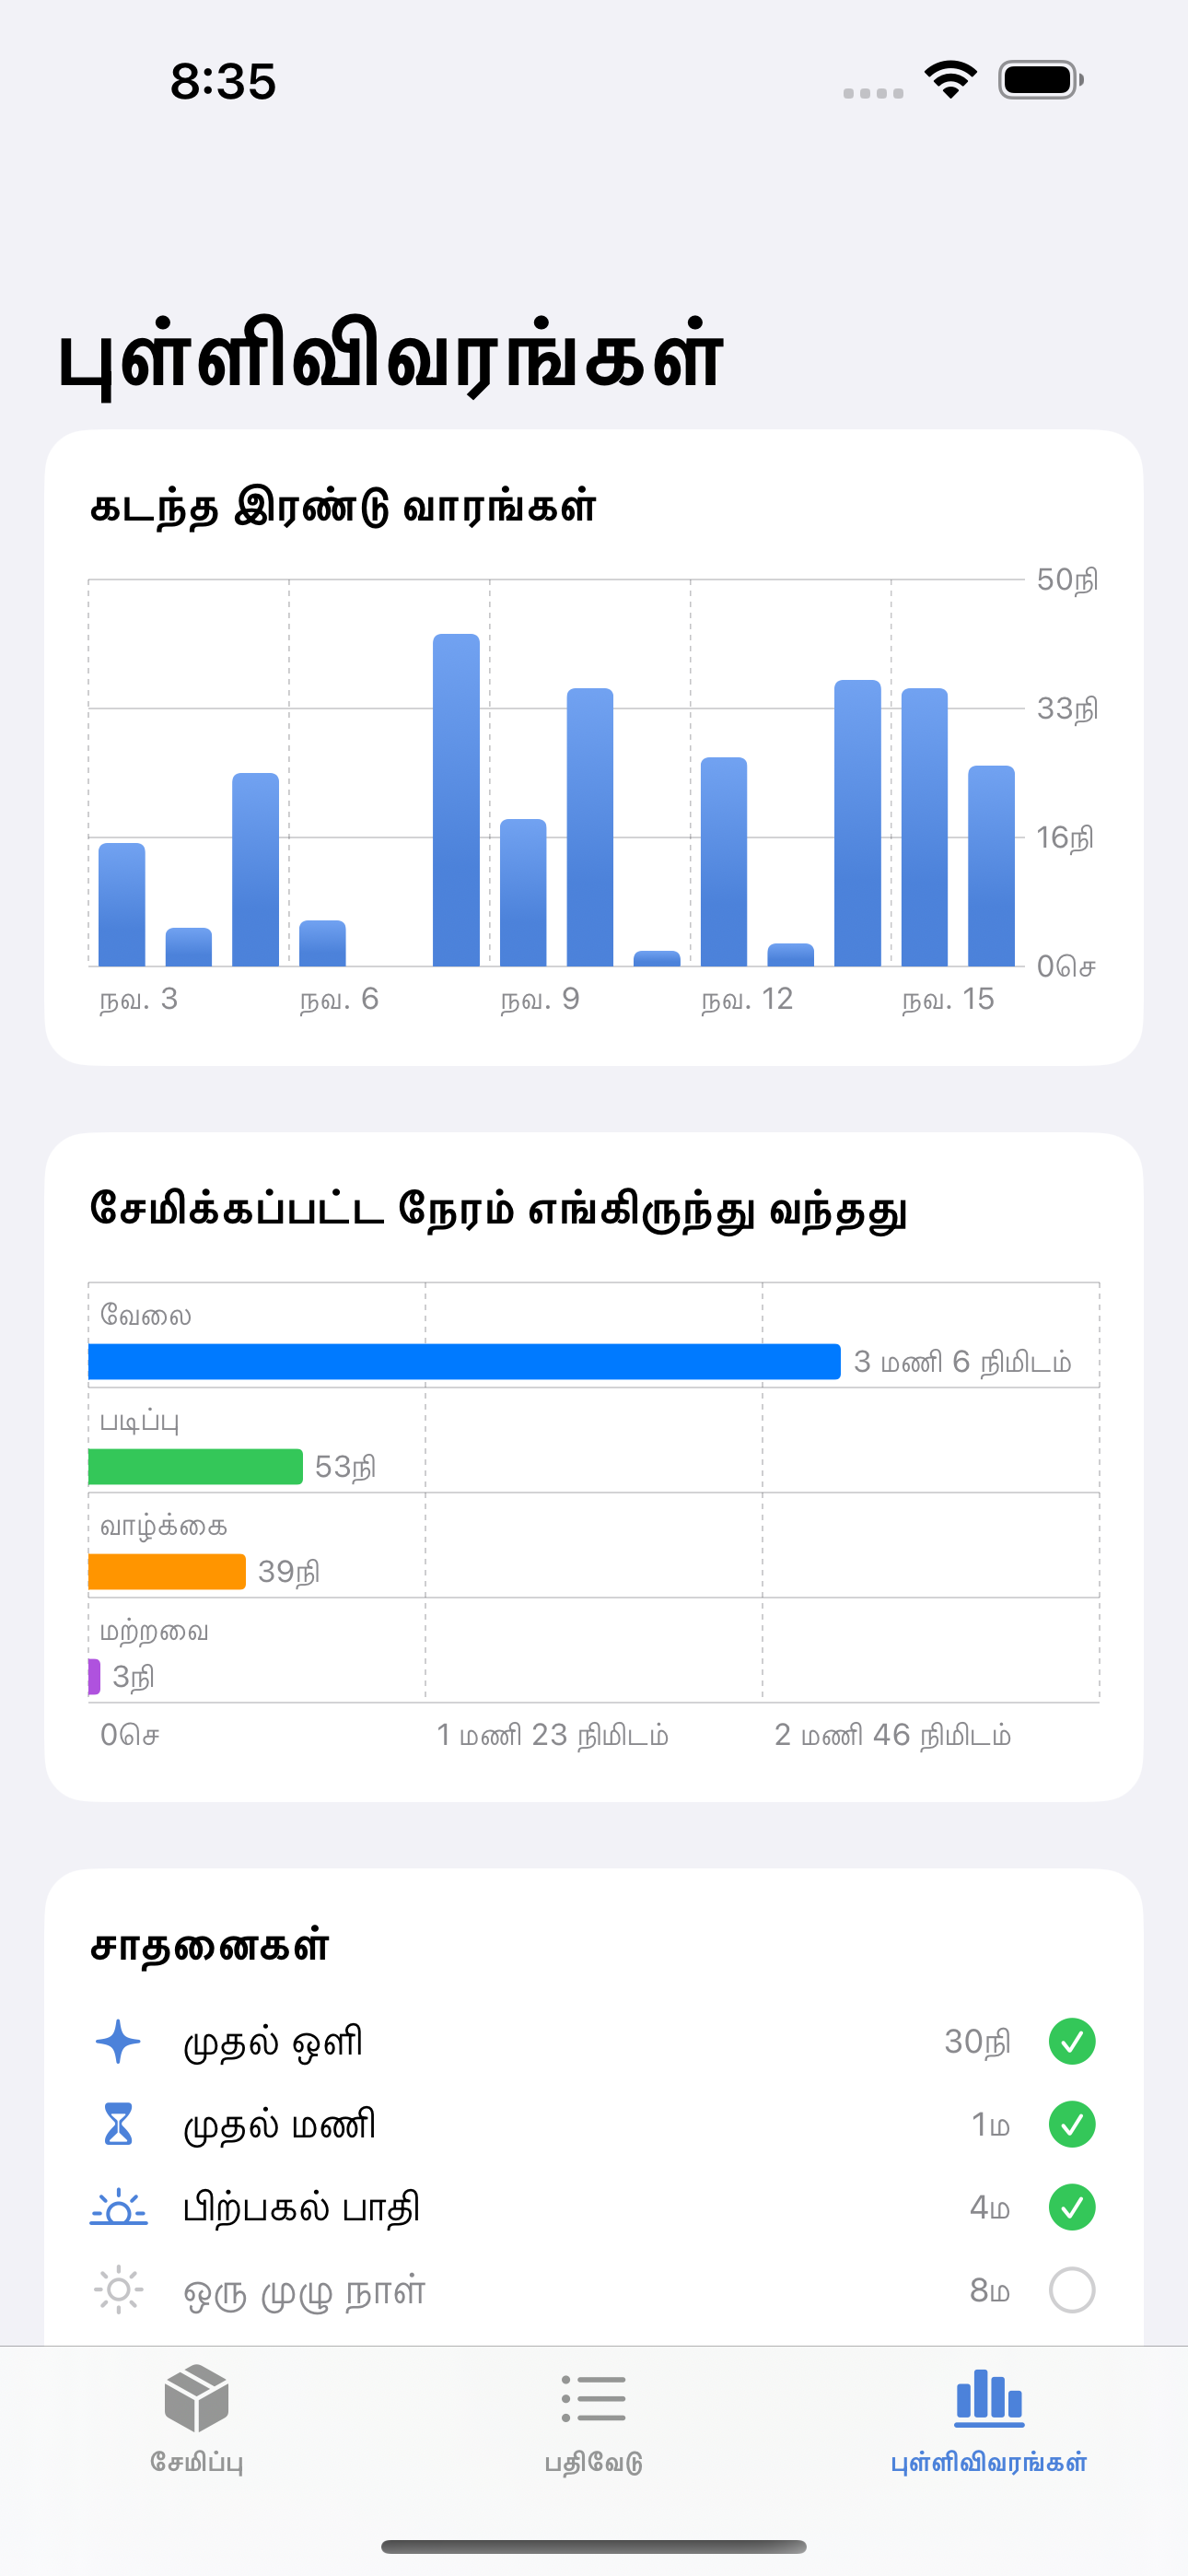 8:35
புள்ளிவிவரங்கள்
கடந்த இரண்டு வாரங்கள்
50நி
33நி
16நி
0செ
நவ. 3 நவ. 6 நவ. 9 நவ. 12 நவ. 15
சேமிக்கப்பட்ட நேரம் எங்கிருந்து வந்தது
வேலை
3 மணி 6 நிமிடம்
படிப்பு
53நி
வாழ்க்கை
39நி
மற்றவை
3நி
0செ 1 மணி 23 நிமிடம் 2 மணி 46 நிமிடம்
சாதனைகள்
முதல் ஒளி 30நி
முதல் மணி 1ம
பிற்பகல் பாதி 4ம
ஒரு முழு நாள் 8ம
சேமிப்பு பதிவேடு புள்ளிவிவரங்கள்